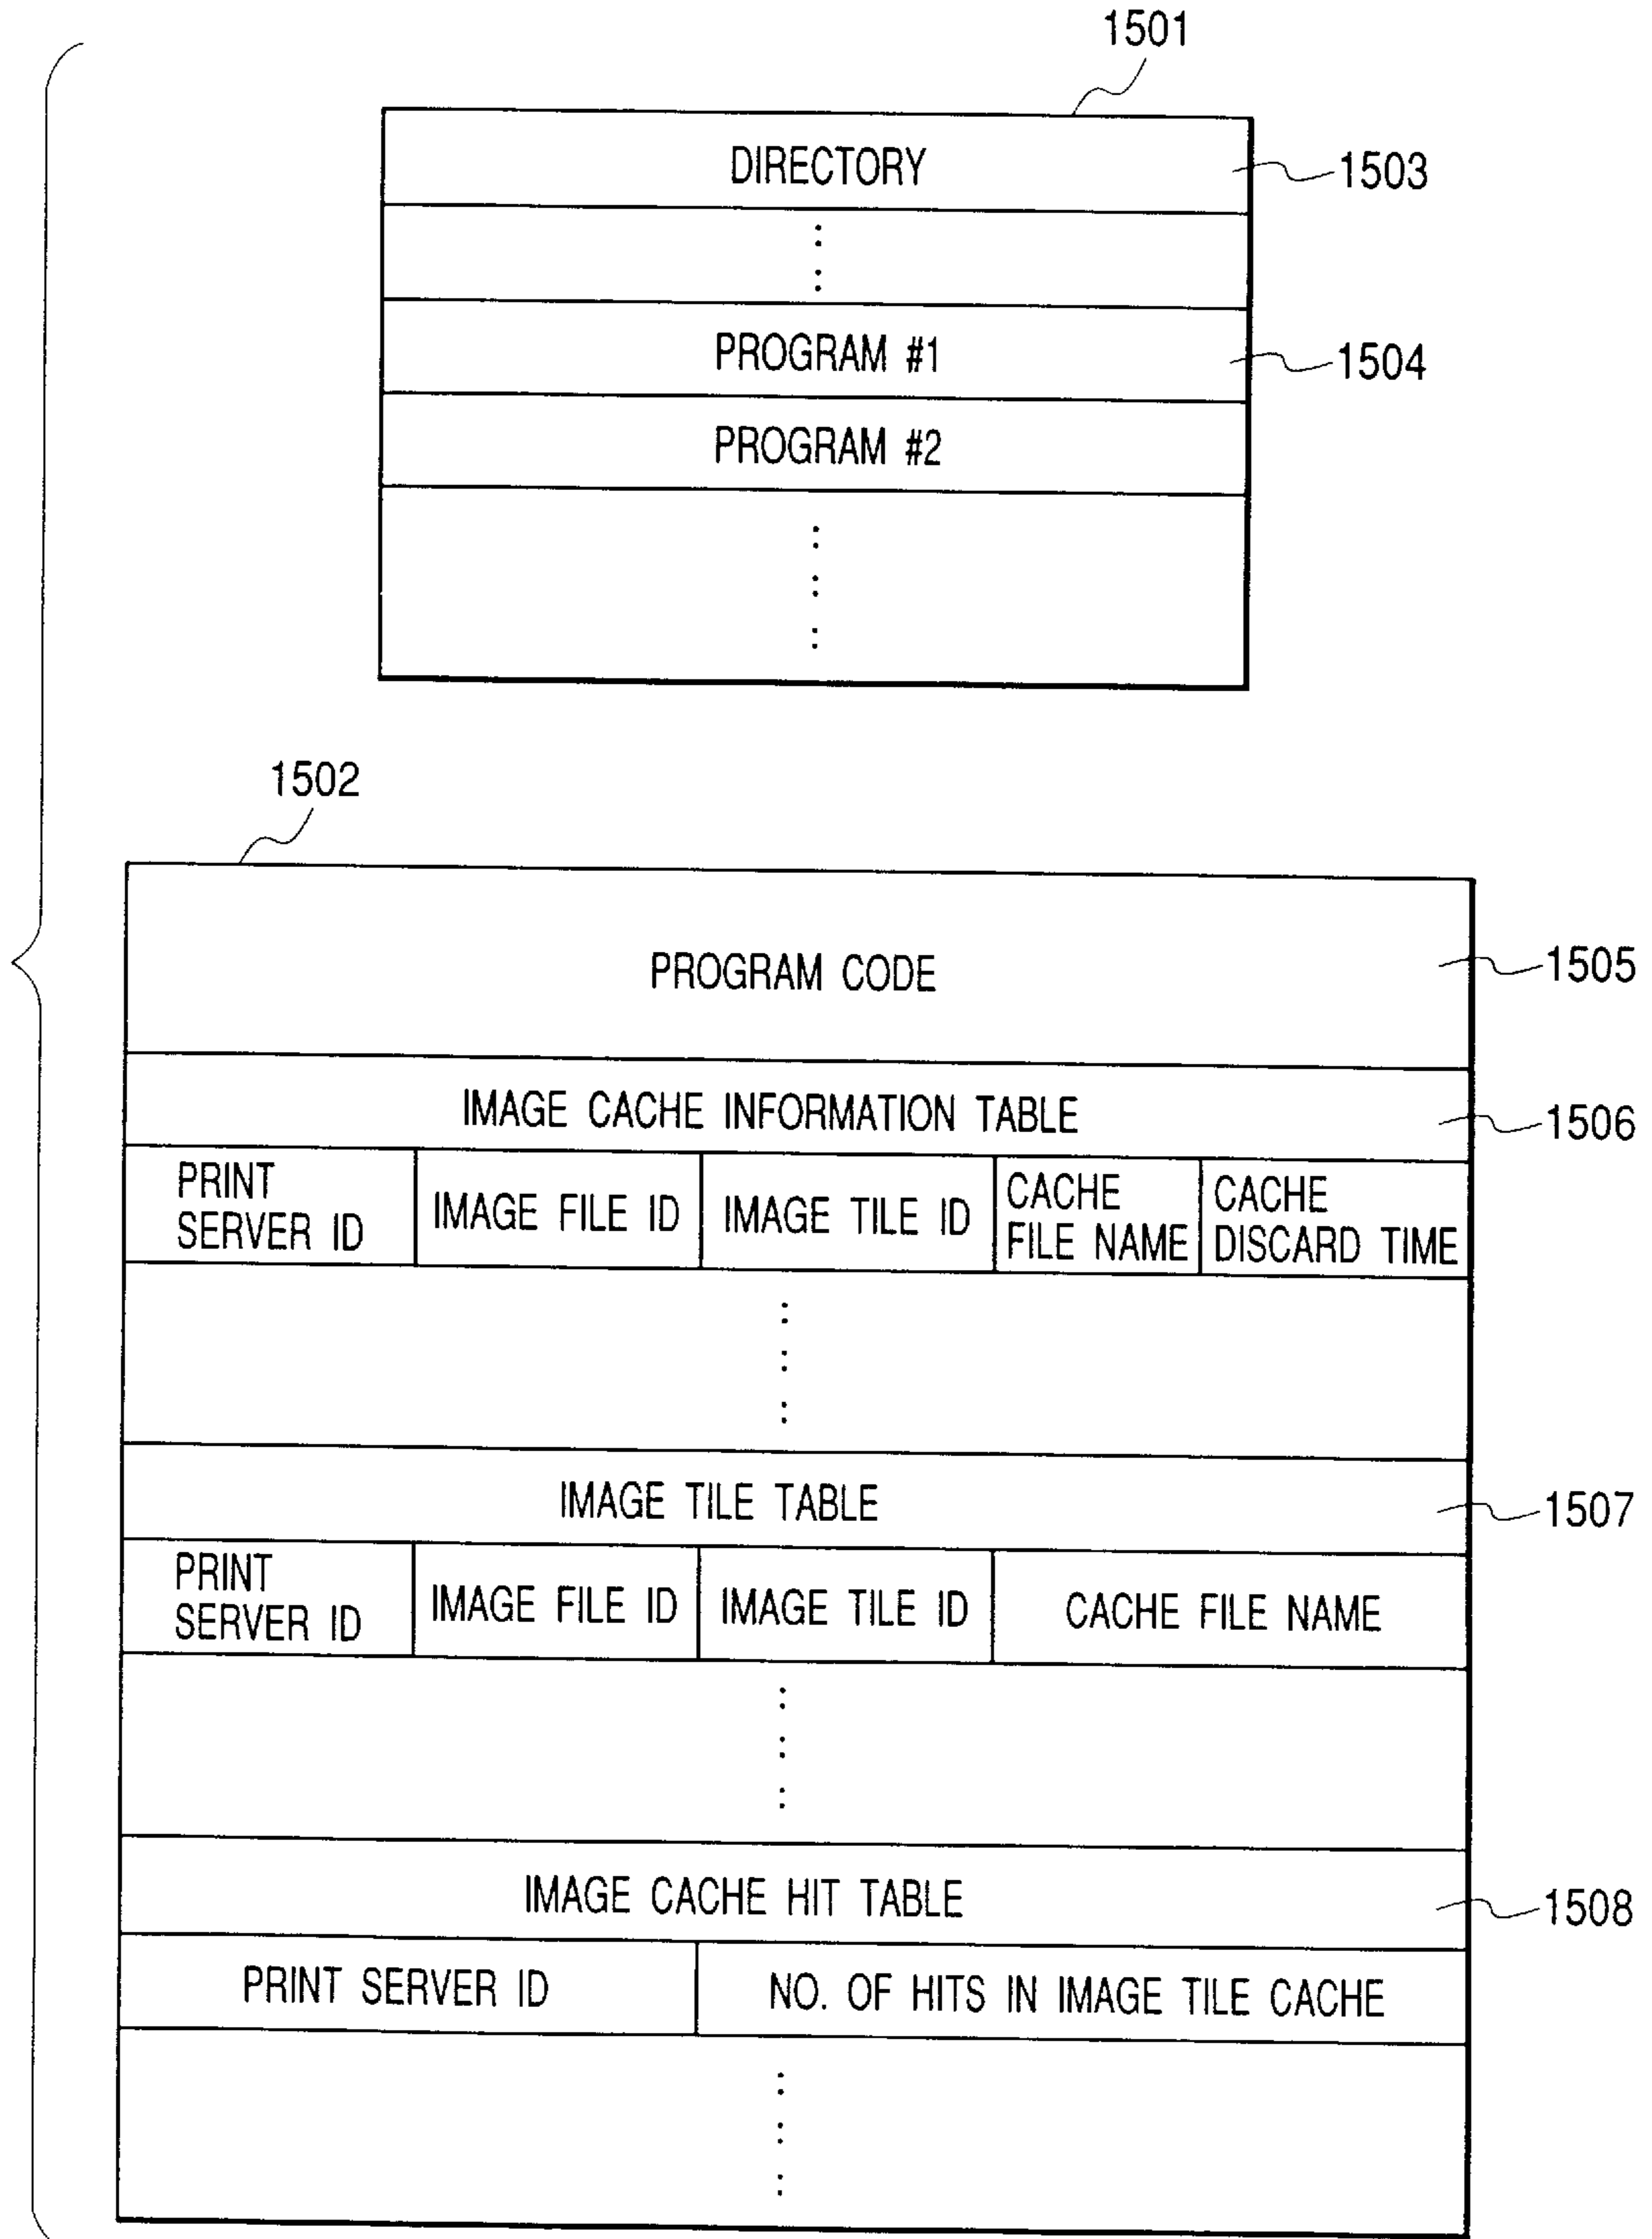 1501
DIRECTORY
1503
PROGRAM #1
1504
PROGRAM #2
1502
PROGRAM CODE
1505
IMAGE CACHE INFORMATION TABLE
1506
PRINT
SERVER ID
IMAGE FILE ID
IMAGE TILE ID
CACHE
FILE NAME
CACHE
DISCARD TIME
IMAGE TILE TABLE
1507
PRINT
SERVER ID
IMAGE FILE ID
IMAGE TILE ID
CACHE FILE NAME
IMAGE CACHE HIT TABLE
1508
PRINT SERVER ID
NO. OF HITS IN IMAGE TILE CACHE